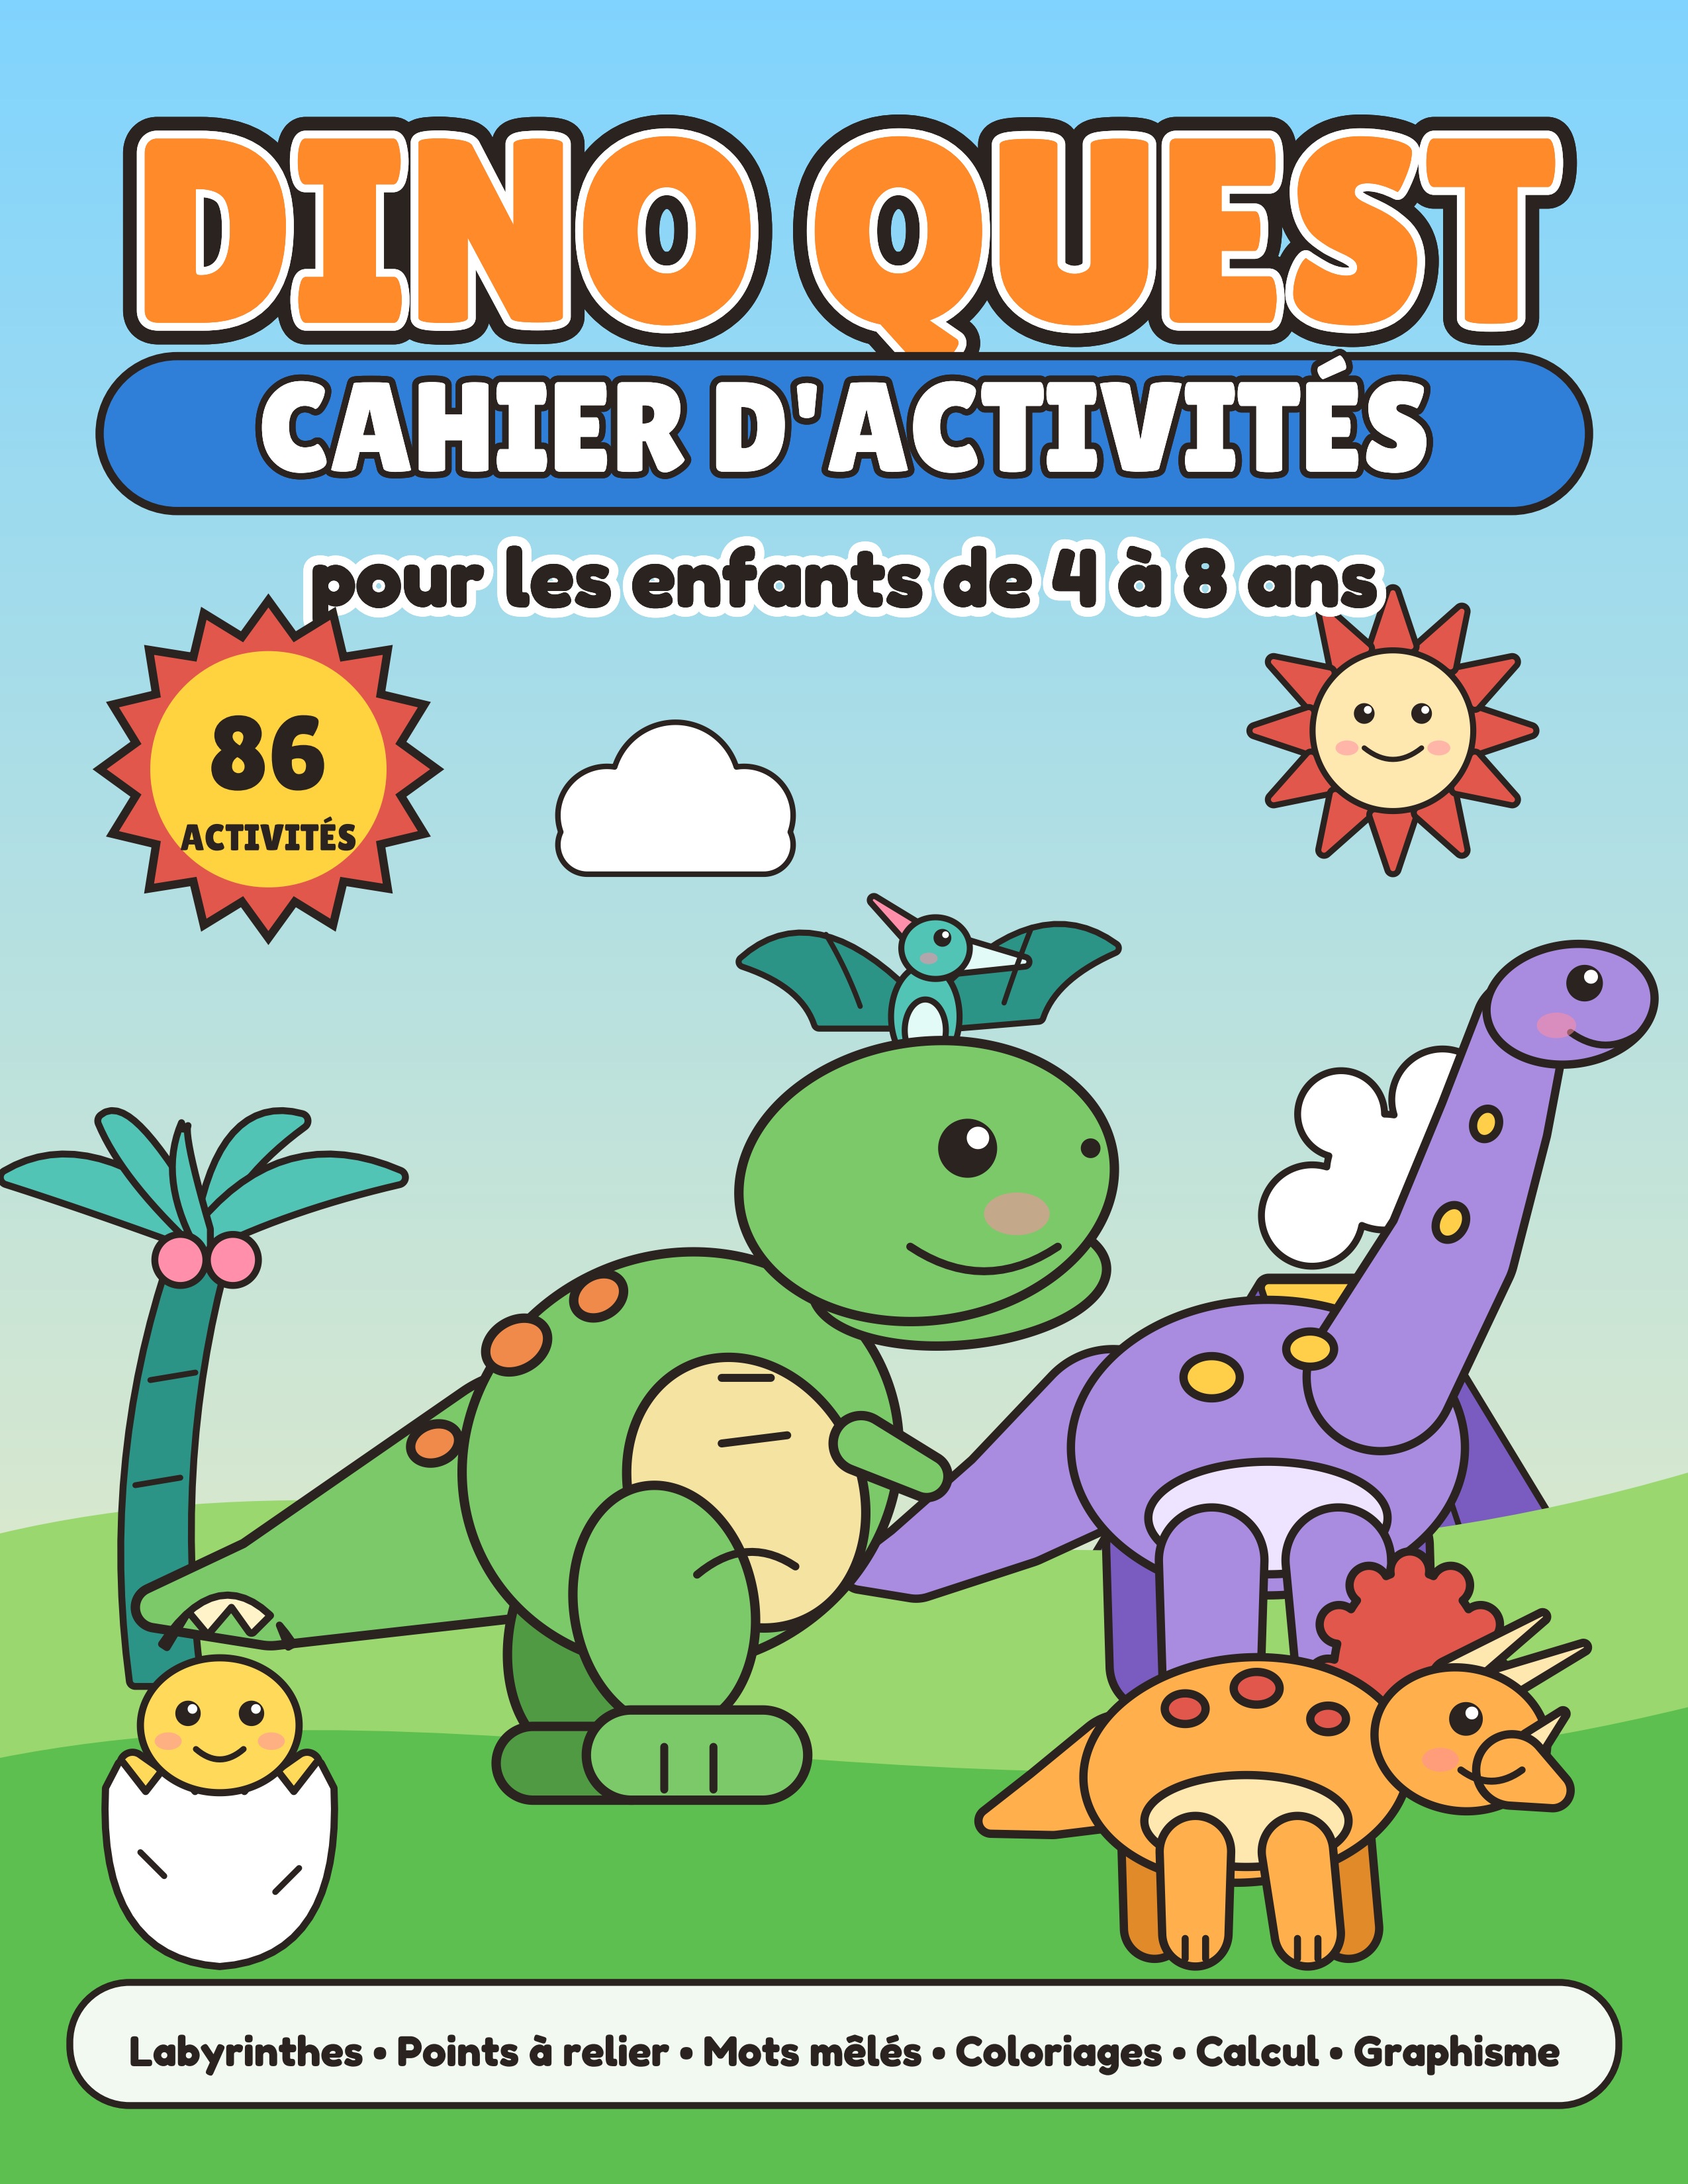 DINO QUEST
CAHIER D'ACTIVITÉS
pour les enfants de 4 à 8 ans
86
ACTIVITÉS
Labyrinthes • Points à relier • Mots mêlés • Coloriages • Calcul • Graphisme